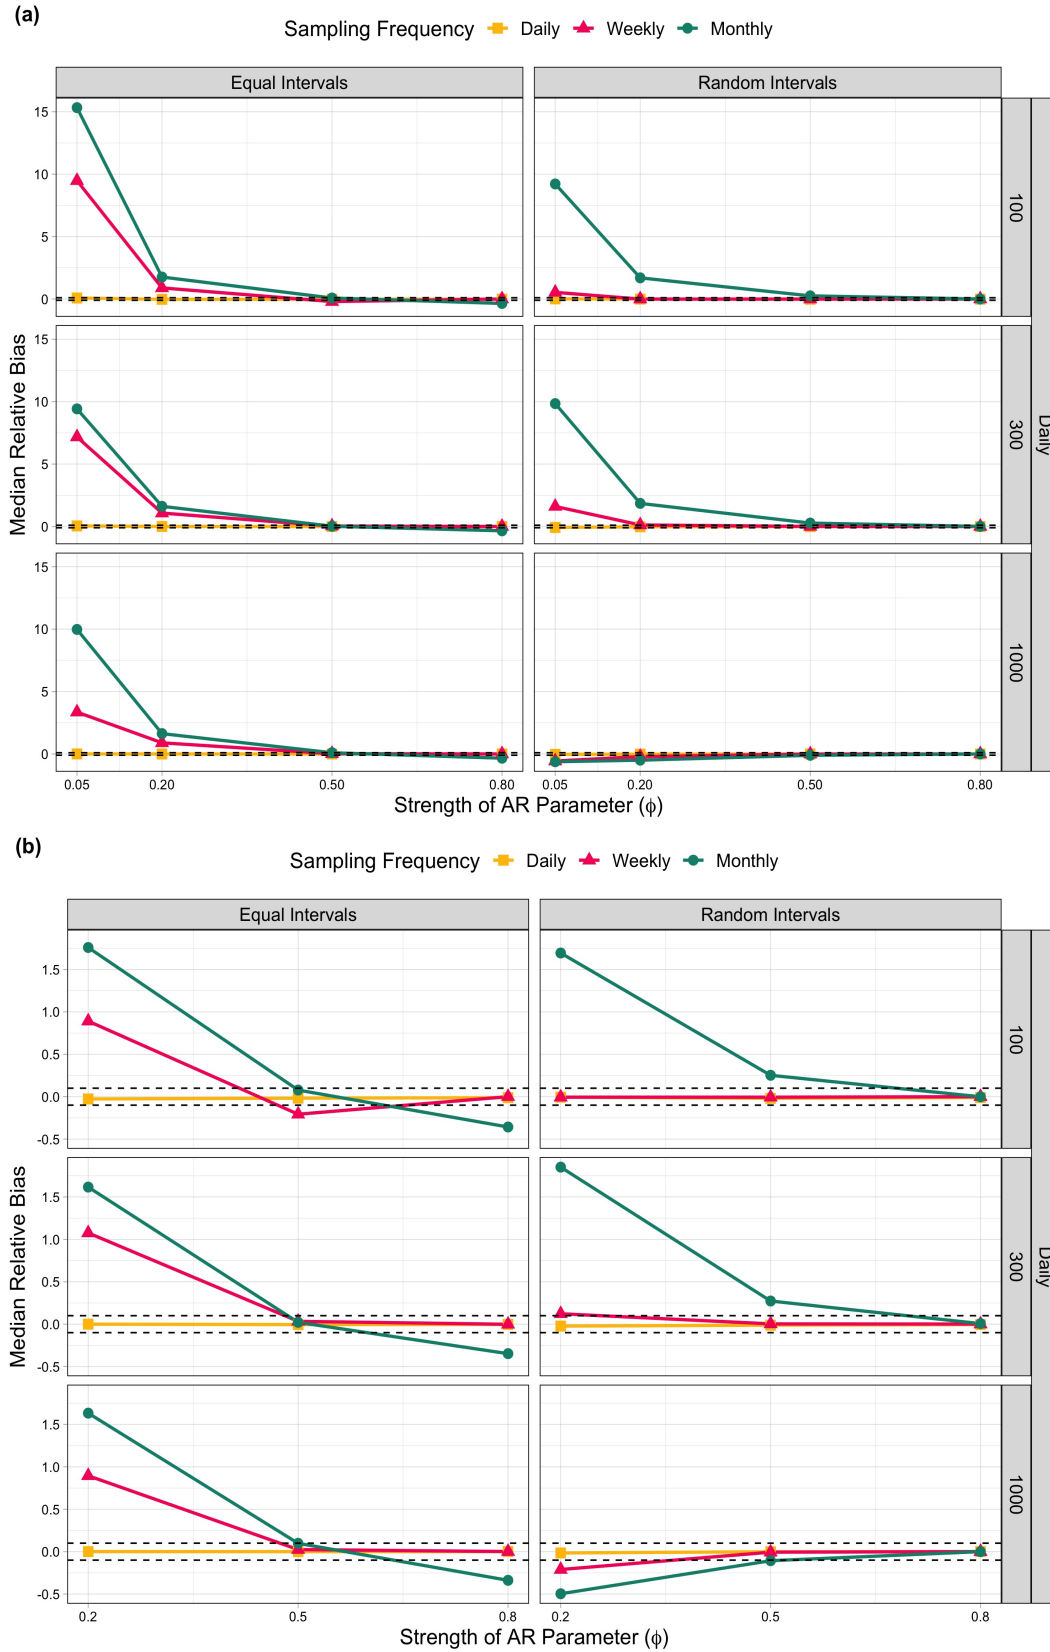 (a)
Sampling Frequency Daily Weekly Monthly
Equal Intervals Random Intervals
15
10
5
0
100
15
10
5
0
300
Daily
15
10
5
0
1000
Median Relative Bias
0.05 0.20 0.50 0.80 0.05 0.20 0.50 0.80
Strength of AR Parameter (ϕ)
(b)
Sampling Frequency Daily Weekly Monthly
Equal Intervals Random Intervals
1.5
1.0
0.5
0.0
-0.5
100
1.5
1.0
0.5
0.0
-0.5
300
Daily
1.5
1.0
0.5
0.0
-0.5
1000
Median Relative Bias
0.2 0.5 0.8 0.2 0.5 0.8
Strength of AR Parameter (ϕ)